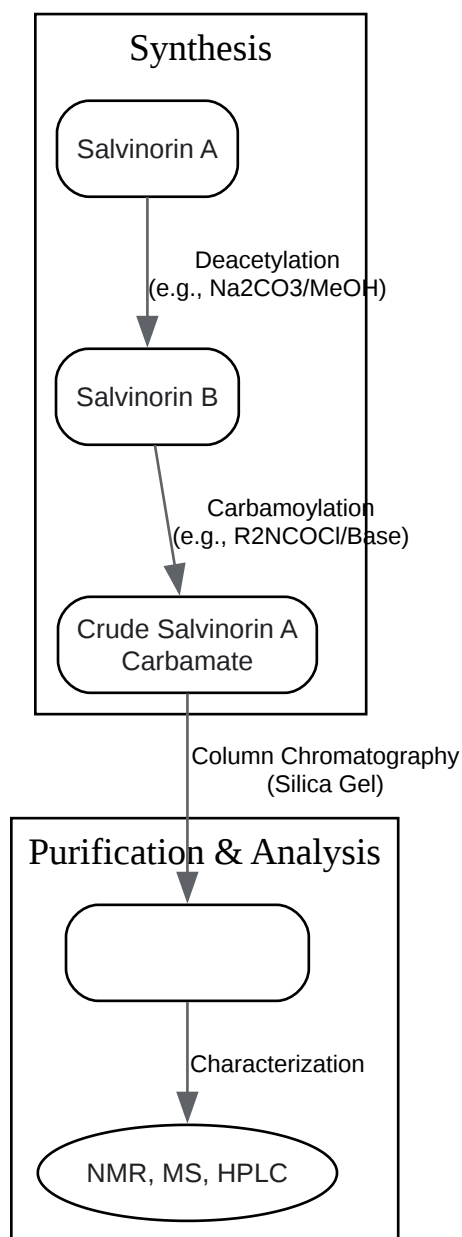 Synthesis
Salvinorin A
Deacetylation
(e.g., Na2CO3/MeOH)
Salvinorin B
Carbamoylation
(e.g., R2NCOCl/Base)
Crude Salvinorin A
Carbamate
Column Chromatography
(Silica Gel)
Purification & Analysis
Characterization
NMR, MS, HPLC